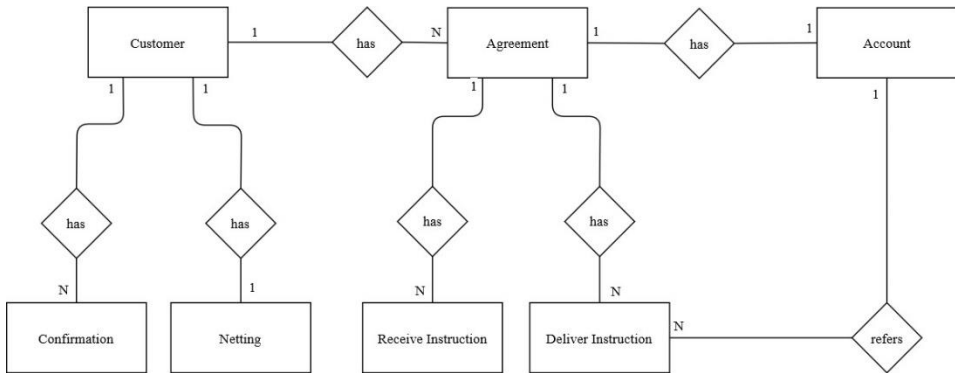 Customer
1
has
N
Agreement
1
has
1
Account
1
1
1
1
1
has
has
has
has
N
1
N
N
Confirmation
Netting
Receive Instruction
Deliver Instruction
N
refers